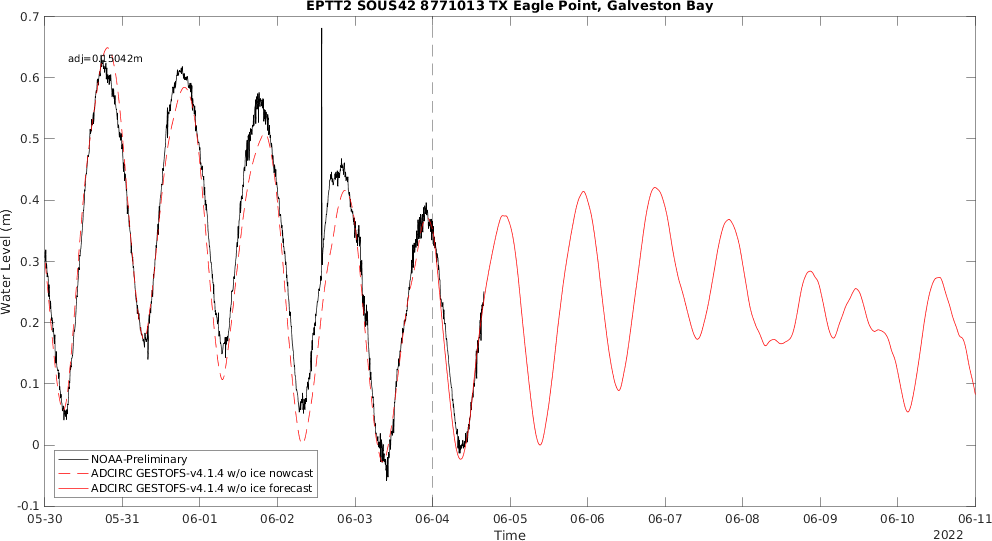 EPTT2 SOUS42 8771013 TX Eagle Point, Galveston Bay
0.7
0.6
0.5
0.4
0.3
0.2
0.1
0
-0.1
Water Level (m)
adj=0.15042m
NOAA-Preliminary
ADCIRC GESTOFS-v4.1.4 w/o ice nowcast
ADCIRC GESTOFS-v4.1.4 w/o ice forecast
05-30 05-31 06-01 06-02 06-03 06-04 06-05 06-06 06-07 06-08 06-09 06-10 06-11
Time
2022